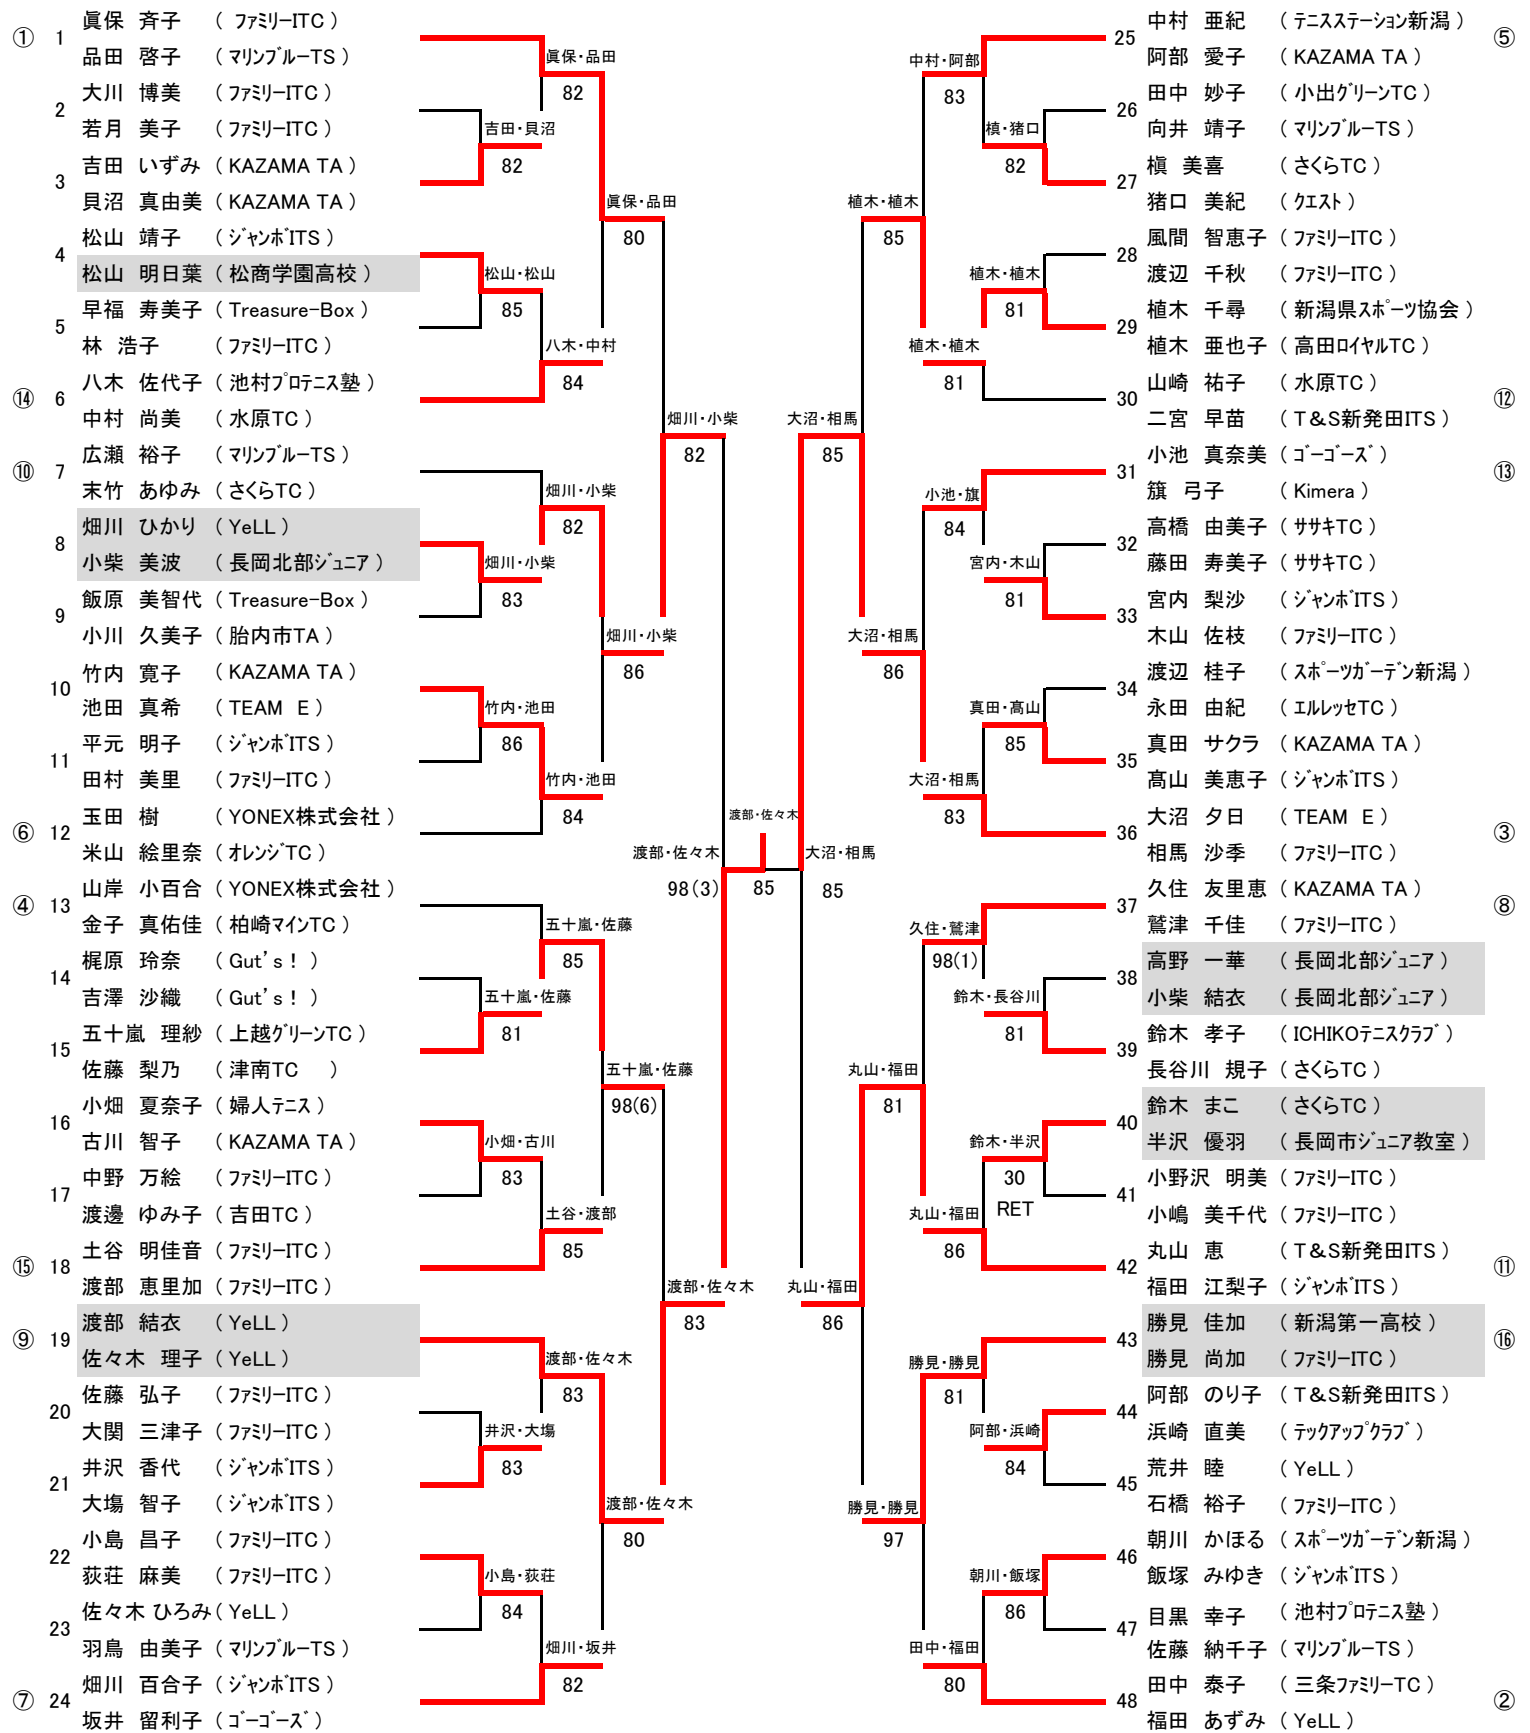 ① 1 眞保 斉子 （ ファミリーITC ）
品田 啓子 （ マリンブルーTS ）
2 大川 博美 （ ファミリーITC ）
若月 美子 （ ファミリーITC ）
3 吉田 いずみ （ KAZAMA TA ）
貝沼 真由美 （ KAZAMA TA ）
4 松山 靖子 （ ジャンボITS ）
松山 明日葉 （ 松商学園高校 ）
5 早福 寿美子 （ Treasure-Box ）
林 浩子 （ ファミリーITC ）
⑭ 6 八木 佐代子 （ 池村プロテニス塾 ）
中村 尚美 （ 水原TC ）
⑩ 7 広瀬 裕子 （ マリンブルーTS ）
末竹 あゆみ （ さくらTC ）
8 畑川 ひかり （ YeLL ）
小柴 美波 （ 長岡北部ジュニア ）
9 飯原 美智代 （ Treasure-Box ）
小川 久美子 （ 胎内市TA ）
10 竹内 寛子 （ KAZAMA TA ）
池田 真希 （ TEAM E ）
11 平元 明子 （ ジャンボITS ）
田村 美里 （ ファミリーITC ）
⑥ 12 玉田 樹 （ YONEX株式会社 ）
米山 絵里奈 （ オレンジTC ）
④ 13 山岸 小百合 （ YONEX株式会社 ）
金子 真佑佳 （ 柏崎マインTC ）
14 梶原 玲奈 （ Gut's！ ）
吉澤 沙織 （ Gut's！ ）
15 五十嵐 理紗 （ 上越グリーンTC ）
佐藤 梨乃 （ 津南TC ）
16 小畑 夏奈子 （ 婦人テニス ）
古川 智子 （ KAZAMA TA ）
17 中野 万絵 （ ファミリーITC ）
渡邊 ゆみ子 （ 吉田TC ）
⑮ 18 土谷 明佳音 （ ファミリーITC ）
渡部 恵里加 （ ファミリーITC ）
⑨ 19 渡部 結衣 （ YeLL ）
佐々木 理子 （ YeLL ）
20 佐藤 弘子 （ ファミリーITC ）
大関 三津子 （ ファミリーITC ）
21 井沢 香代 （ ジャンボITS ）
大塲 智子 （ ジャンボITS ）
22 小島 昌子 （ ファミリーITC ）
荻荘 麻美 （ ファミリーITC ）
23 佐々木 ひろみ （ YeLL ）
羽鳥 由美子 （ マリンブルーTS ）
⑦ 24 畑川 百合子 （ ジャンボITS ）
坂井 留利子 （ ゴーゴーズ ）
眞保・品田
82
吉田・貝沼
82
眞保・品田
80
松山・松山
85
八木・中村
84
畑川・小柴
82
畑川・小柴
82
畑川・小柴
83
畑川・小柴
86
竹内・池田
86
竹内・池田
84
渡部・佐々木
98(3)
渡部・佐々木
85
五十嵐・佐藤
85
五十嵐・佐藤
81
五十嵐・佐藤
98(6)
小畑・古川
83
土谷・渡部
85
渡部・佐々木
83
渡部・佐々木
83
井沢・大塲
83
渡部・佐々木
80
小島・荻荘
84
畑川・坂井
82
中村・阿部
83
槙・猪口
82
植木・植木
85
植木・植木
81
植木・植木
81
大沼・相馬
85
小池・旗
84
宮内・木山
81
大沼・相馬
86
真田・髙山
85
大沼・相馬
83
大沼・相馬
85
久住・鷲津
98(1)
鈴木・長谷川
81
丸山・福田
81
鈴木・半沢
30
RET
丸山・福田
86
丸山・福田
86
勝見・勝見
81
阿部・浜崎
84
勝見・勝見
97
朝川・飯塚
86
田中・福田
80
25 中村 亜紀 （ テニスステーション新潟 ） ⑤
阿部 愛子 （ KAZAMA TA ）
26 田中 妙子 （ 小出グリーンTC ）
向井 靖子 （ マリンブルーTS ）
27 槇 美喜 （ さくらTC ）
猪口 美紀 （ クエスト ）
28 風間 智恵子 （ ファミリーITC ）
渡辺 千秋 （ ファミリーITC ）
29 植木 千尋 （ 新潟県スポーツ協会 ）
植木 亜也子 （ 高田ロイヤルTC ）
30 山崎 祐子 （ 水原TC ） ⑫
二宮 早苗 （ T＆S新発田ITS ）
31 小池 真奈美 （ ゴーゴーズ ） ⑬
籏 弓子 （ Kimera ）
32 高橋 由美子 （ ササキTC ）
藤田 寿美子 （ ササキTC ）
33 宮内 梨沙 （ ジャンボITS ）
木山 佐枝 （ ファミリーITC ）
34 渡辺 桂子 （ スポーツガーデン新潟 ）
永田 由紀 （ エルレッセTC ）
35 真田 サクラ （ KAZAMA TA ）
髙山 美恵子 （ ジャンボITS ）
36 大沼 夕日 （ TEAM E ） ③
相馬 沙季 （ ファミリーITC ）
37 久住 友里恵 （ KAZAMA TA ） ⑧
鷲津 千佳 （ ファミリーITC ）
38 高野 一華 （ 長岡北部ジュニア ）
小柴 結衣 （ 長岡北部ジュニア ）
39 鈴木 孝子 （ ICHIKOテニスクラブ ）
長谷川 規子 （ さくらTC ）
40 鈴木 まこ （ さくらTC ）
半沢 優羽 （ 長岡市ジュニア教室 ）
41 小野沢 明美 （ ファミリーITC ）
小嶋 美千代 （ ファミリーITC ）
42 丸山 恵 （ T＆S新発田ITS ） ⑪
福田 江梨子 （ ジャンボITS ）
43 勝見 佳加 （ 新潟第一高校 ） ⑯
勝見 尚加 （ ファミリーITC ）
44 阿部 のり子 （ T＆S新発田ITS ）
浜崎 直美 （ テックアップクラブ ）
45 荒井 睦 （ YeLL ）
石橋 裕子 （ ファミリーITC ）
46 朝川 かほる （ スポーツガーデン新潟 ）
飯塚 みゆき （ ジャンボITS ）
47 目黒 幸子 （ 池村プロテニス塾 ）
佐藤 納千子 （ マリンブルーTS ）
48 田中 泰子 （ 三条ファミリーTC ） ②
福田 あずみ （ YeLL ）